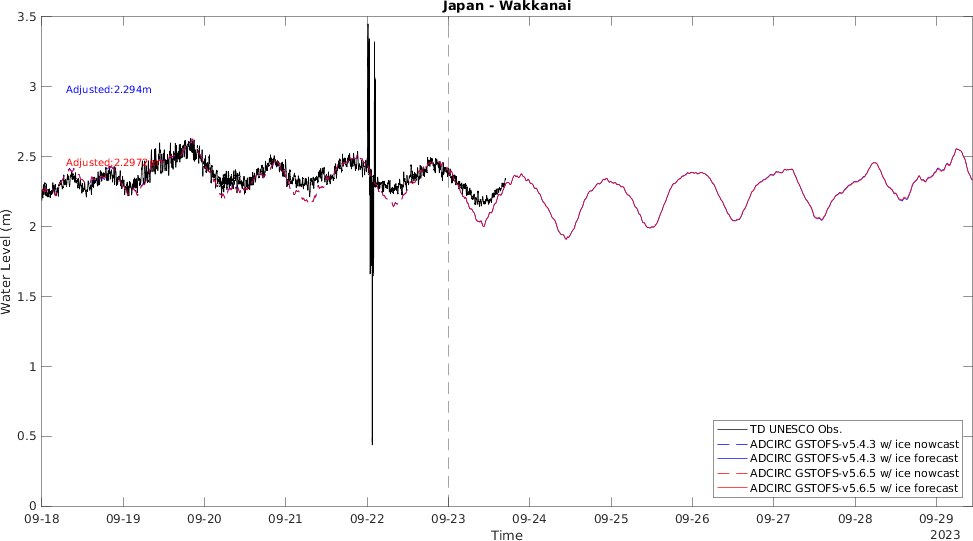 Japan - Wakkanai
3.5
3
2.5
2
1.5
1
0.5
0
Water Level (m)
Adjusted:2.294m
Adjusted:2.297
09-18
09-19
09-20
09-21
09-22
09-23
09-24
09-25
09-26
09-27
09-28
09-29
Time
2023
TD UNESCO Obs.
ADCIRC GSTOFS-v5.4.3 w/ ice nowcast
ADCIRC GSTOFS-v5.4.3 w/ ice forecast
ADCIRC GSTOFS-v5.6.5 w/ ice nowcast
ADCIRC GSTOFS-v5.6.5 w/ ice forecast